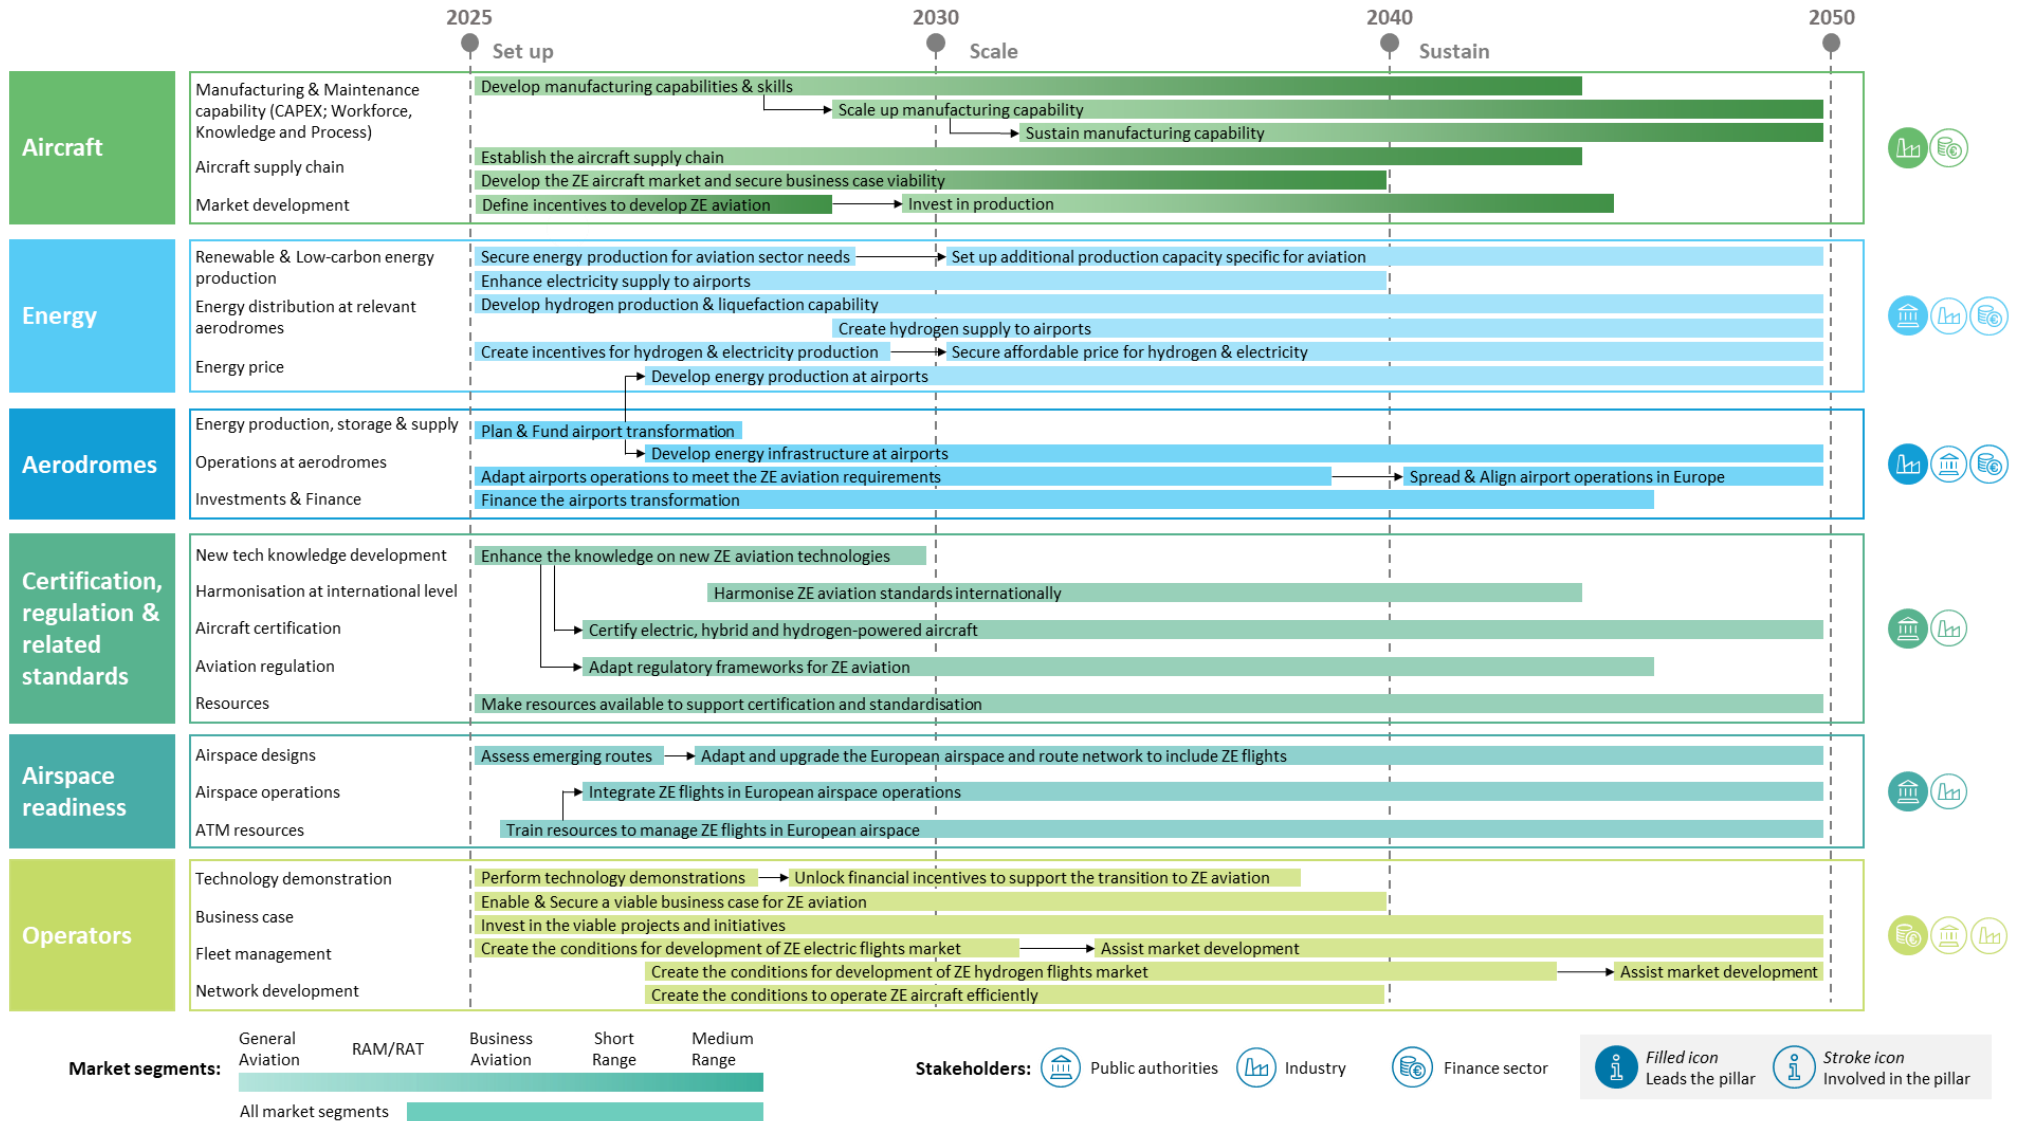 2025
2030
2040
2050
Set up
Scale
Sustain
Aircraft
Manufacturing & Maintenance
capability (CAPEX; Workforce,
Knowledge and Process)
Aircraft supply chain
Market development
Develop manufacturing capabilities & skills
Scale up manufacturing capability
Sustain manufacturing capability
Establish the aircraft supply chain
Develop the ZE aircraft market and secure business case viability
Define incentives to develop ZE aviation
Invest in production
Energy
Renewable & Low-carbon energy
production
Energy distribution at relevant
aerodromes
Energy price
Secure energy production for aviation sector needs
Set up additional production capacity specific for aviation
Enhance electricity supply to airports
Develop hydrogen production & liquefaction capability
Create hydrogen supply to airports
Create incentives for hydrogen & electricity production
Secure affordable price for hydrogen & electricity
Develop energy production at airports
Aerodromes
Energy production, storage & supply
Operations at aerodromes
Investments & Finance
Plan & Fund airport transformation
Develop energy infrastructure at airports
Adapt airports operations to meet the ZE aviation requirements
Spread & Align airport operations in Europe
Finance the airports transformation
Certification,
regulation &
related
standards
New tech knowledge development
Harmonisation at international level
Aircraft certification
Aviation regulation
Resources
Enhance the knowledge on new ZE aviation technologies
Harmonise ZE aviation standards internationally
Certify electric, hybrid and hydrogen-powered aircraft
Adapt regulatory frameworks for ZE aviation
Make resources available to support certification and standardisation
Airspace
readiness
Airspace designs
Airspace operations
ATM resources
Assess emerging routes
Adapt and upgrade the European airspace and route network to include ZE flights
Integrate ZE flights in European airspace operations
Train resources to manage ZE flights in European airspace
Operators
Technology demonstration
Business case
Fleet management
Network development
Perform technology demonstrations
Unlock financial incentives to support the transition to ZE aviation
Enable & Secure a viable business case for ZE aviation
Invest in the viable projects and initiatives
Create the conditions for development of ZE electric flights market
Assist market development
Create the conditions for development of ZE hydrogen flights market
Assist market development
Create the conditions to operate ZE aircraft efficiently
Market segments:
General
Aviation
RAM/RAT
Business
Aviation
Short
Range
Medium
Range
All market segments
Stakeholders:
Public authorities
Industry
Finance sector
Filled icon
Leads the pillar
Stroke icon
Involved in the pillar